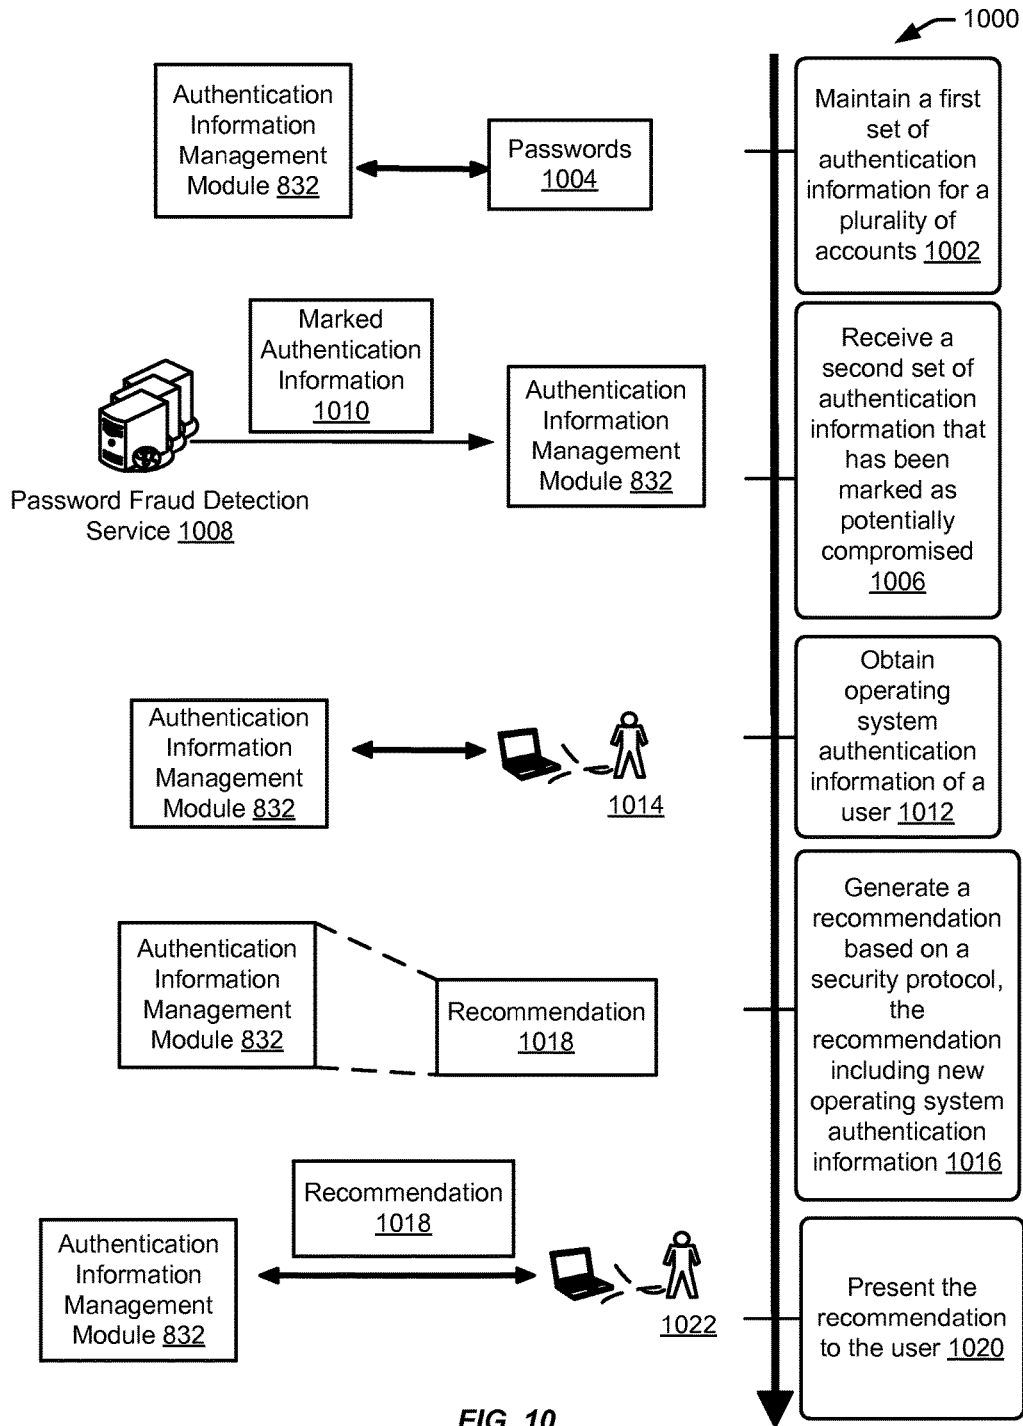 1000
Authentication
Information
Management
Module 832
Passwords
1004
Maintain a first
set of
authentication
information for a
plurality of
accounts 1002
Marked
Authentication
Information
1010
Password Fraud Detection
Service 1008
Authentication
Information
Management
Module 832
Receive a
second set of
authentication
information that
has been
marked as
potentially
compromised
1006
Authentication
Information
Management
Module 832
1014
Obtain
operating
system
authentication
information of a
user 1012
Authentication
Information
Management
Module 832
Recommendation
1018
Generate a
recommendation
based on a
security protocol,
the
recommendation
including new
operating system
authentication
information 1016
Authentication
Information
Management
Module 832
Recommendation
1018
1022
Present the
recommendation
to the user 1020
FIG. 10